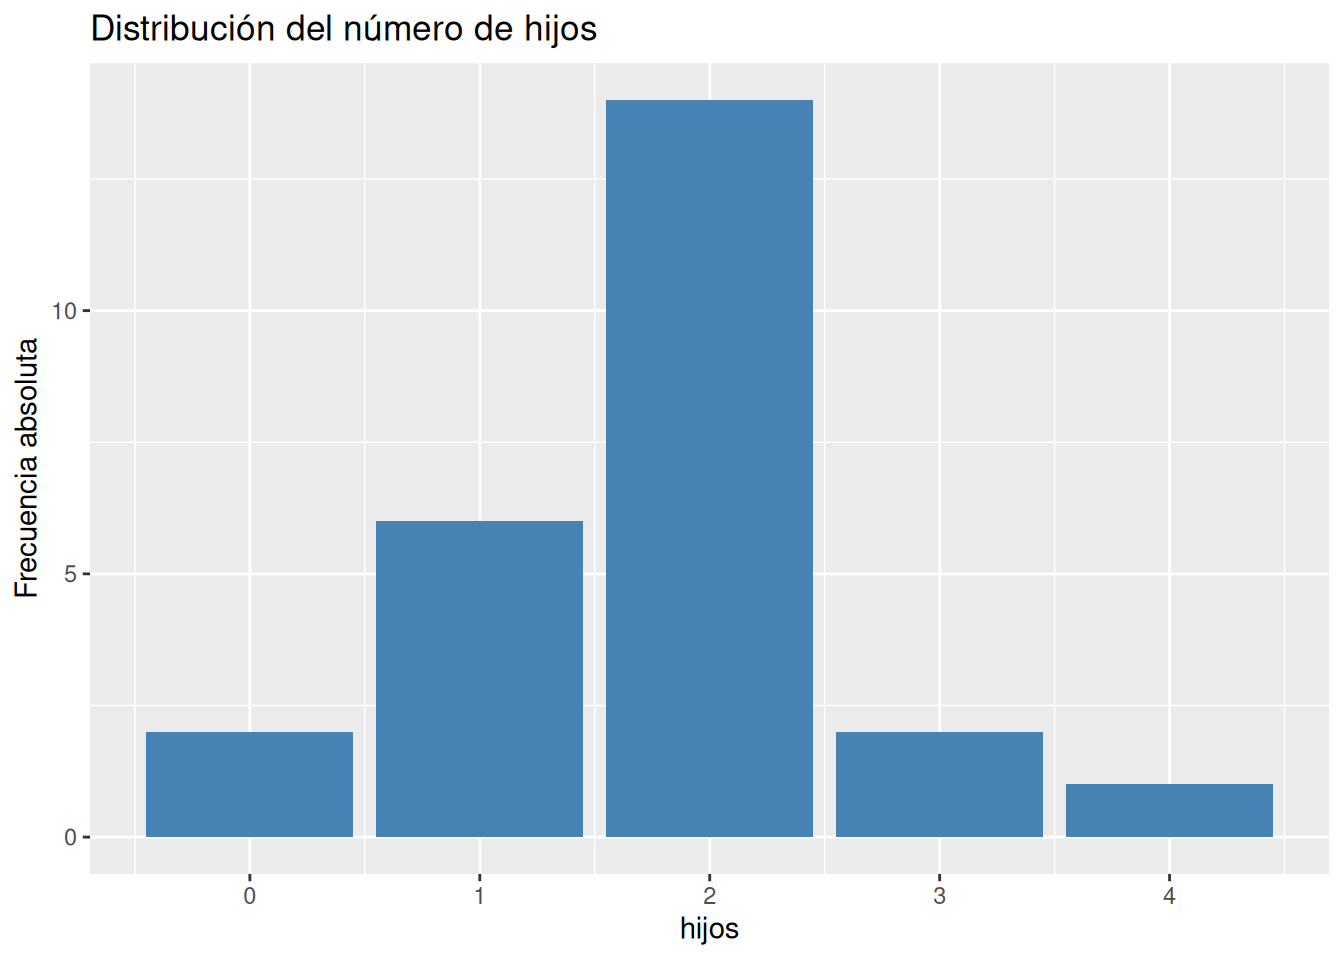 Distribución del número de hijos
Frecuencia absoluta
10
5
0
0 1 2 3 4
hijos